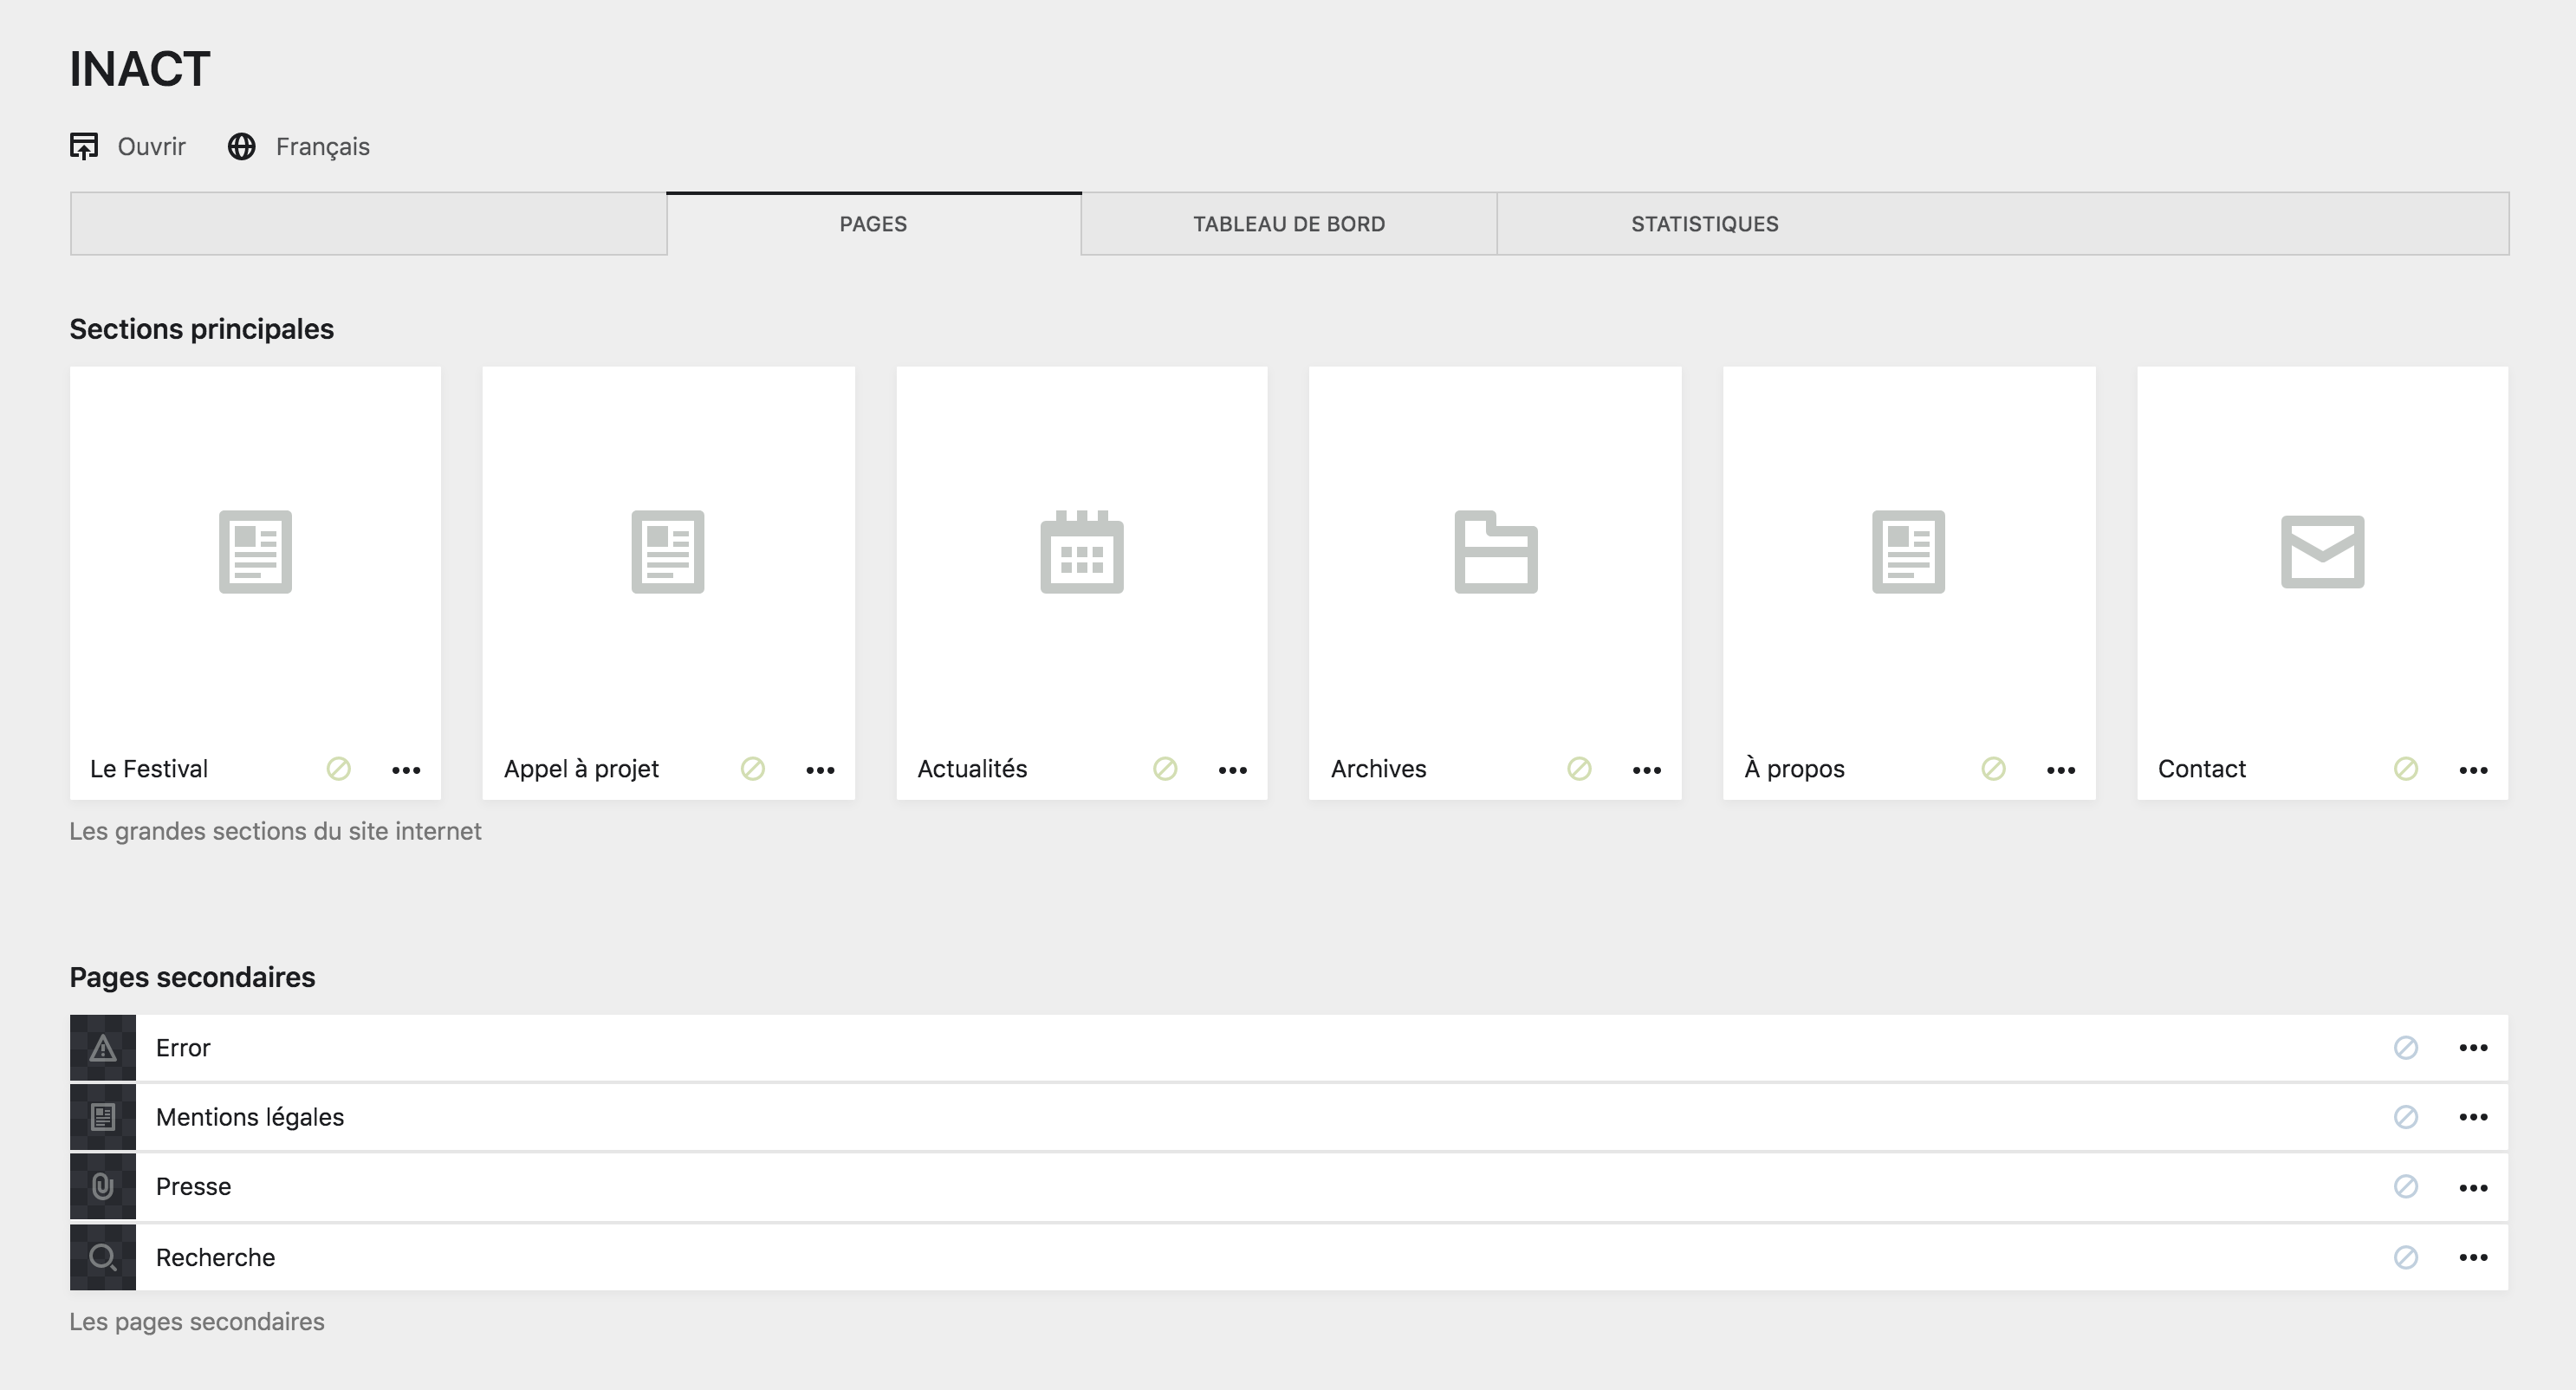 INACT
Ouvrir Français
PAGES TABLEAU DE BORD STATISTIQUES
Sections principales
Le Festival Appel à projet Actualités Archives À propos Contact
Les grandes sections du site internet
Pages secondaires
Error
Mentions légales
Presse
Recherche
Les pages secondaires